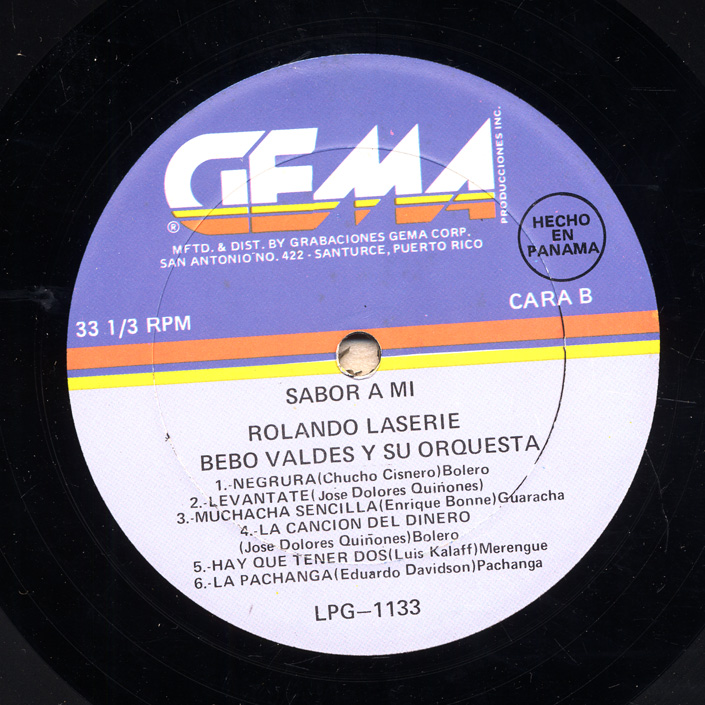 GEMA
PRODUCCIONES INC.
®
MFTD. & DIST. BY GRABACIONES GEMA CORP.
SAN ANTONIO NO. 422 - SANTURCE, PUERTO RICO
HECHO
EN
PANAMA
33 1/3 RPM
CARA B
SABOR A MI
ROLANDO LASERIE
BEBO VALDES Y SU ORQUESTA
1.-NEGRURA(Chucho Cisnero)Bolero
2.-LEVANTATE(Jose Dolores Quiñones)
3.-MUCHACHA SENCILLA(Enrique Bonne)Guaracha
4.-LA CANCION DEL DINERO
(Jose Dolores Quiñones)Bolero
5.-HAY QUE TENER DOS(Luis Kalaff)Merengue
6.-LA PACHANGA(Eduardo Davidson)Pachanga
LPG-1133